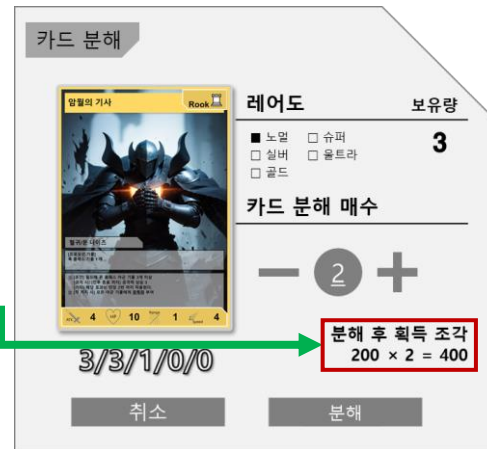 카드 분해
암월의 기사
Rook
레어도
보유량
■ 노멀 □ 슈퍼
□ 실버 □ 울트라
□ 골드
3
카드 분해 매수
2
4 10 1 4
분해 후 획득 조각
200 × 2 = 400
3/3/1/0/0
취소
분해